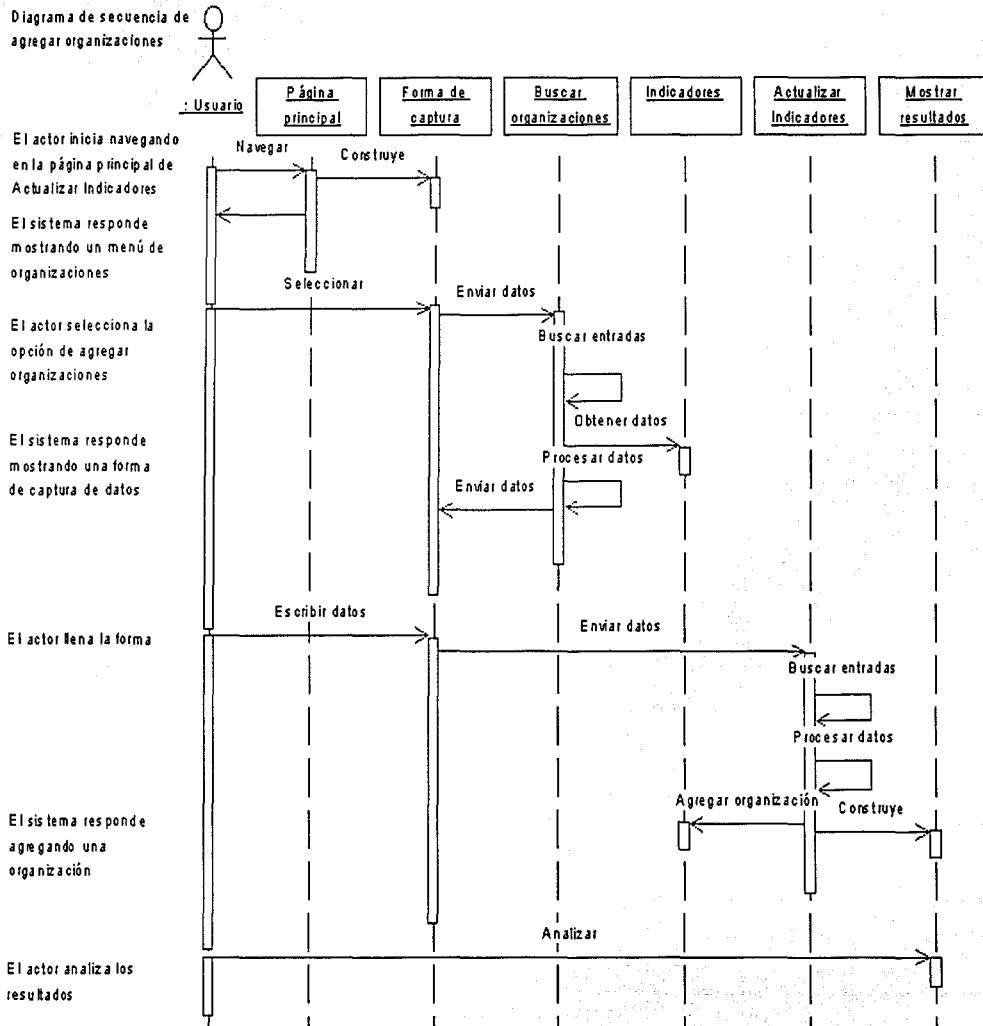 Diagrama de secuencia de
agregar organizaciones
: Usuario
Página
principal
Forma de
captura
Buscar
organizaciones
Indicadores
Actualizar
Indicadores
Mostrar
resultados
El actor inicia navegando
en la página principal de
Actualizar Indicadores
Navegar
Construye
El sistema responde
mostrando un menú de
organizaciones
Seleccionar
Enviar datos
El actor selecciona la
opción de agregar
organizaciones
Buscar entradas
Obtener datos
El sistema responde
mostrando una forma
de captura de datos
Procesar datos
Enviar datos
Escribir datos
El actor llena la forma
Enviar datos
Buscar entradas
Procesar datos
Agregar organización
Construye
El sistema responde
agregando una
organización
Analizar
El actor analiza los
resultados